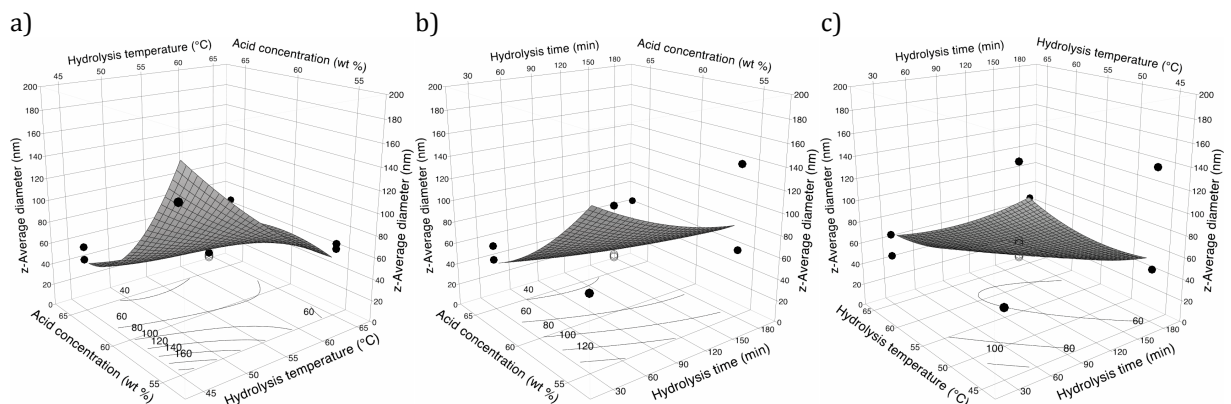 a)
Hydrolysis temperature (°C)
Acid concentration (wt %)
45 50 55 60 65 65 60 55
z-Average diameter (nm)
200 180 160 140 120 100 80 60 40 20 0
z-Average diameter (nm)
200 180 160 140 120 100 80 60 40 20 0
40 60 80 100 120 140 160 60
Acid concentration (wt %)
65 60 55
Hydrolysis temperature (°C)
45 50 55 60 65
b)
Hydrolysis time (min)
Acid concentration (wt %)
30 60 90 120 150 180 65 60 55
z-Average diameter (nm)
200 180 160 140 120 100 80 60 40 20 0
z-Average diameter (nm)
200 180 160 140 120 100 80 60 40 20 0
40 60 80 100 120
Acid concentration (wt %)
65 60 55
Hydrolysis time (min)
30 60 90 120 150 180
c)
Hydrolysis time (min)
Hydrolysis temperature (°C)
30 60 90 120 150 180 65 60 55 50 45
z-Average diameter (nm)
200 180 160 140 120 100 80 60 40 20 0
z-Average diameter (nm)
200 180 160 140 120 100 80 60 40 20 0
100 80 60
Hydrolysis temperature (°C)
65 60 55 50 45
Hydrolysis time (min)
30 60 90 120 150 180